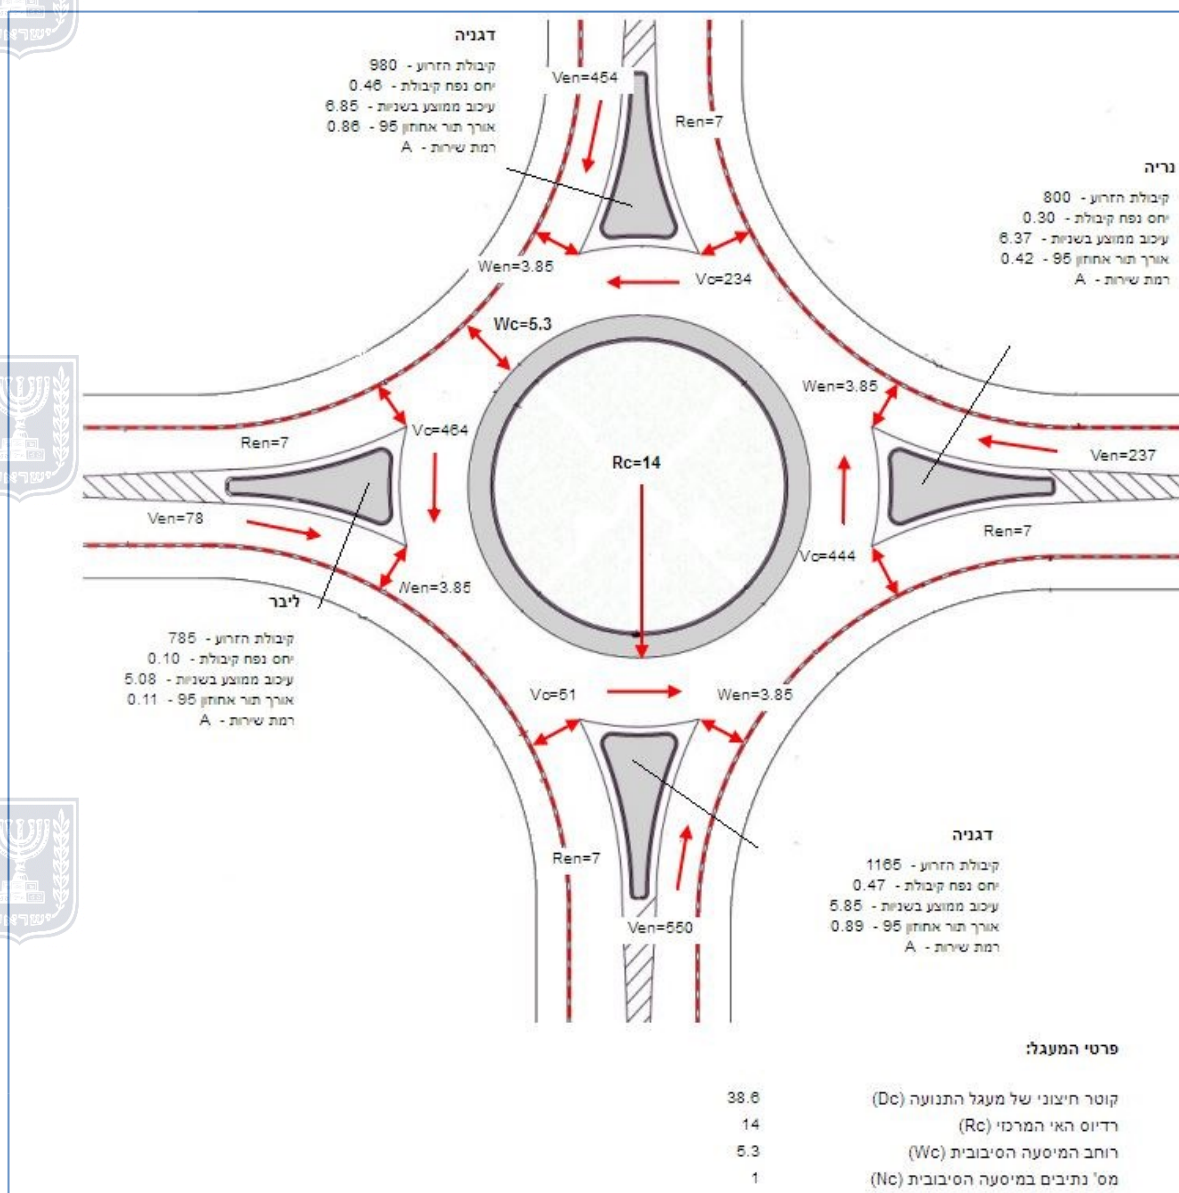 דגניה
קיבולת הזרוע - 980
יחס נפח קיבולת - 0.46
עיכוב ממוצע בשניות - 6.85
אורך תור אחוזון 95 - 0.86
רמת שירות - A
Ven=454
Ren=7
נריה
קיבולת הזרוע - 800
יחס נפח קיבולת - 0.30
עיכוב ממוצע בשניות - 6.37
אורך תור אחוזון 95 - 0.42
רמת שירות - A
Wen=3.85
Vc=234
Wc=5.3
Wen=3.85
Vc=464
Ren=7
Rc=14
Ven=237
Ven=78
Ren=7
Vc=444
Wen=3.85
ליבר
קיבולת הזרוע - 785
יחס נפח קיבולת - 0.10
עיכוב ממוצע בשניות - 5.08
אורך תור אחוזון 95 - 0.11
רמת שירות - A
Vc=51
Wen=3.85
דגניה
קיבולת הזרוע - 1165
יחס נפח קיבולת - 0.47
עיכוב ממוצע בשניות - 5.85
אורך תור אחוזון 95 - 0.89
רמת שירות - A
Ren=7
Ven=550
פרטי המעגל:
קוטר חיצוני של מעגל התנועה (Dc) 38.6
רדיוס האי המרכזי (Rc) 14
רוחב המיסעה הסיבובית (Wc) 5.3
מס' נתיבים במיסעה הסיבובית (Nc) 1